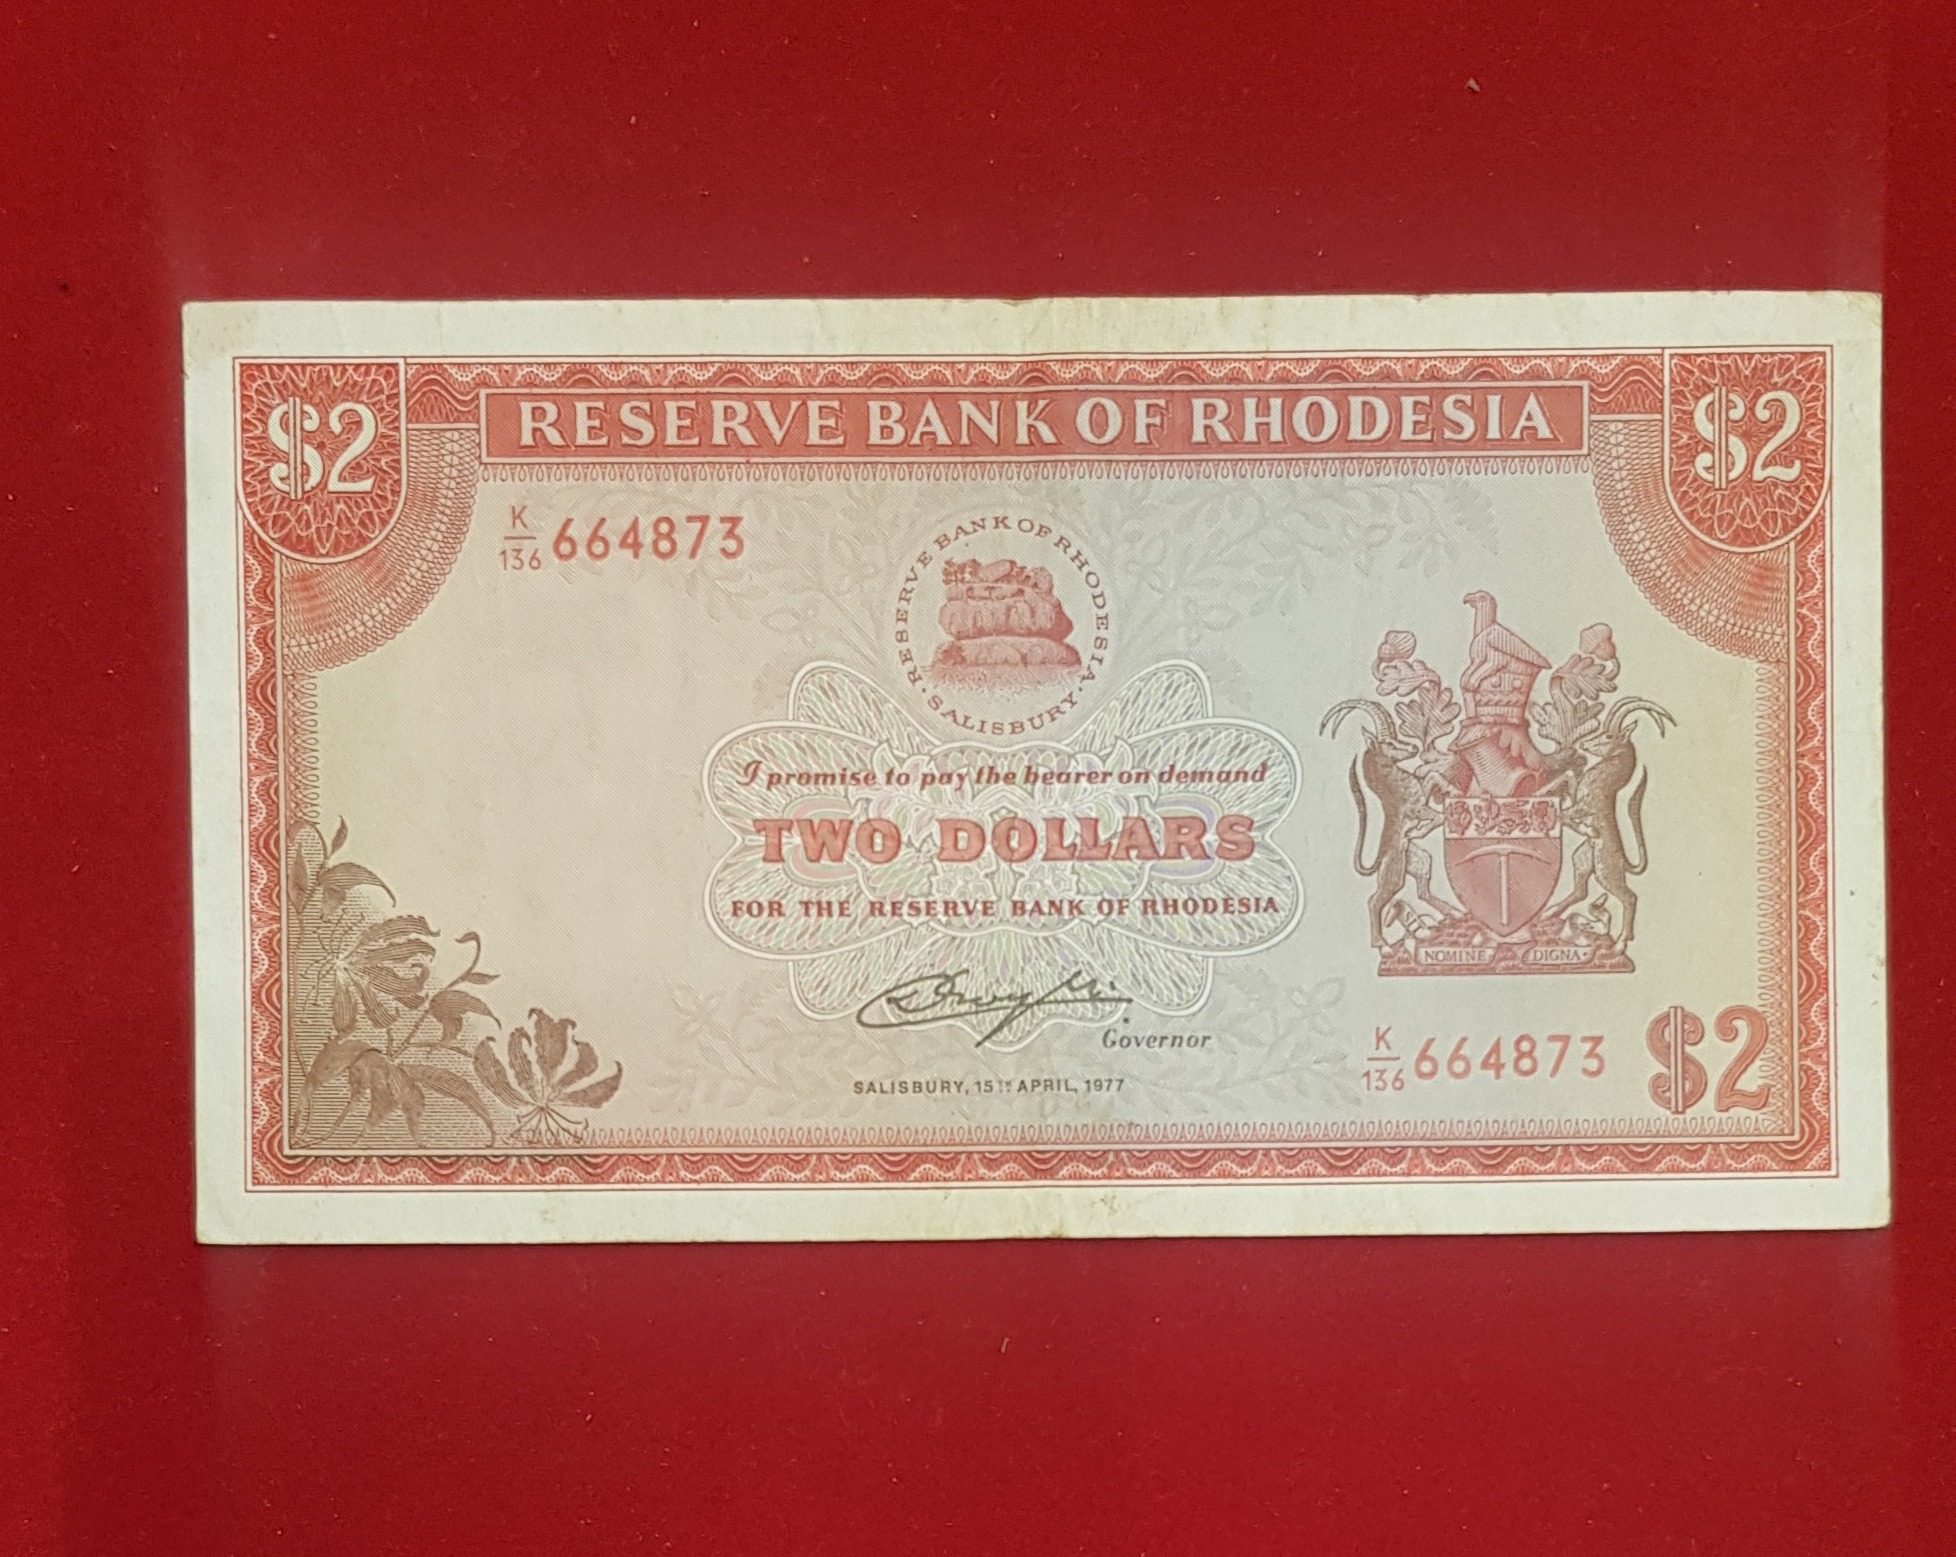 $2
RESERVE BANK OF RHODESIA
$2
K/136 664873
RESERVE BANK OF RHODESIA · SALISBURY ·
I promise to pay the bearer on demand
TWO DOLLARS
FOR THE RESERVE BANK OF RHODESIA
NOMINE DIGNA
Governor
SALISBURY, 15TH APRIL, 1977
K/136 664873
$2